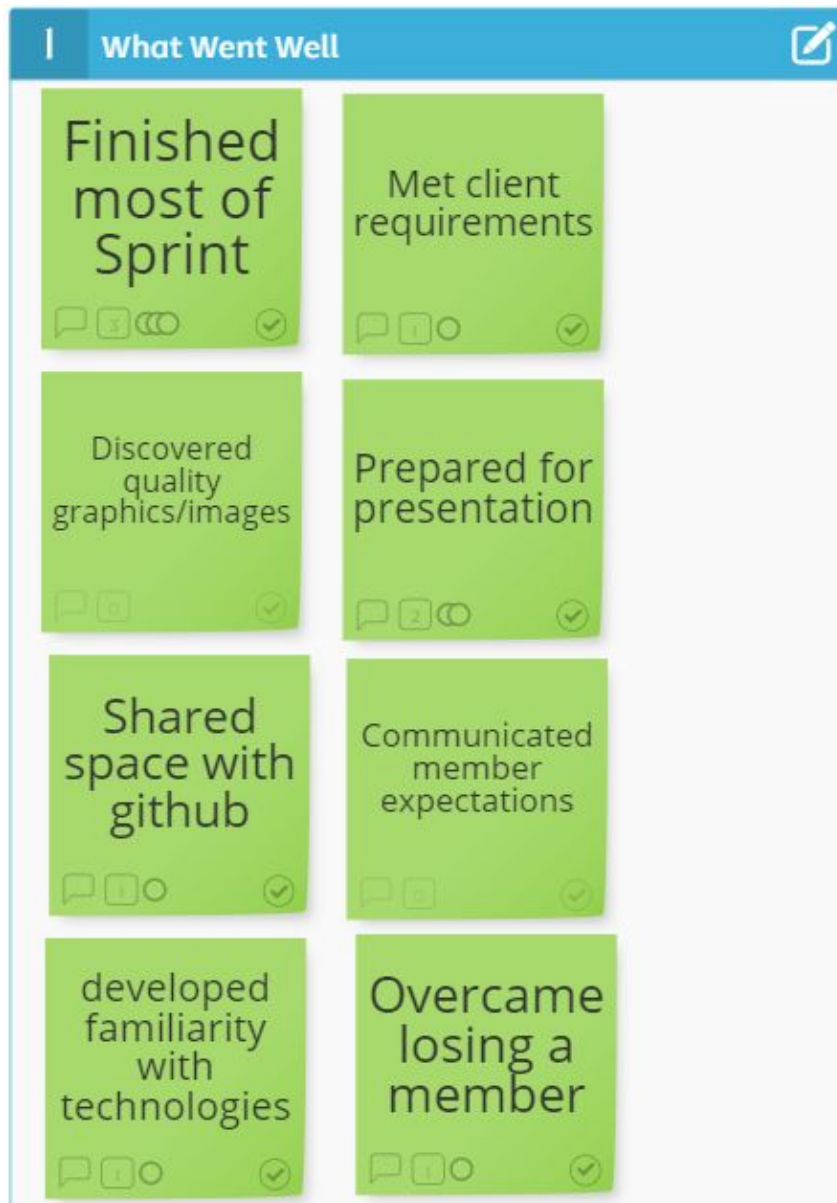 1 What Went Well
Finished
most of
Sprint
3
Met client
requirements
1
Discovered
quality
graphics/images
0
Prepared for
presentation
2
Shared
space with
github
1
Communicated
member
expectations
0
developed
familiarity
with
technologies
1
Overcame
losing a
member
1